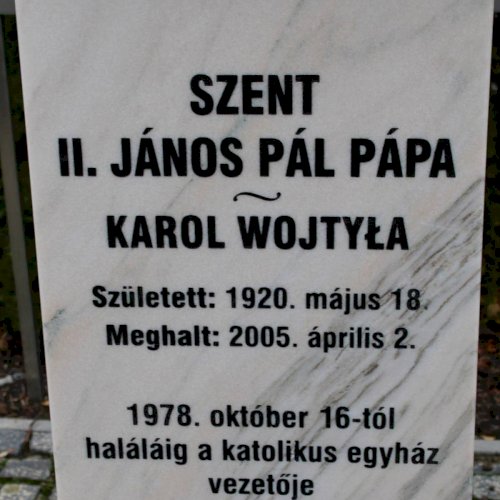 SZENT
II. JÁNOS PÁL PÁPA
~
KAROL WOJTYŁA
Született: 1920. május 18.
Meghalt: 2005. április 2.
1978. október 16-tól
haláláig a katolikus egyház
vezetője